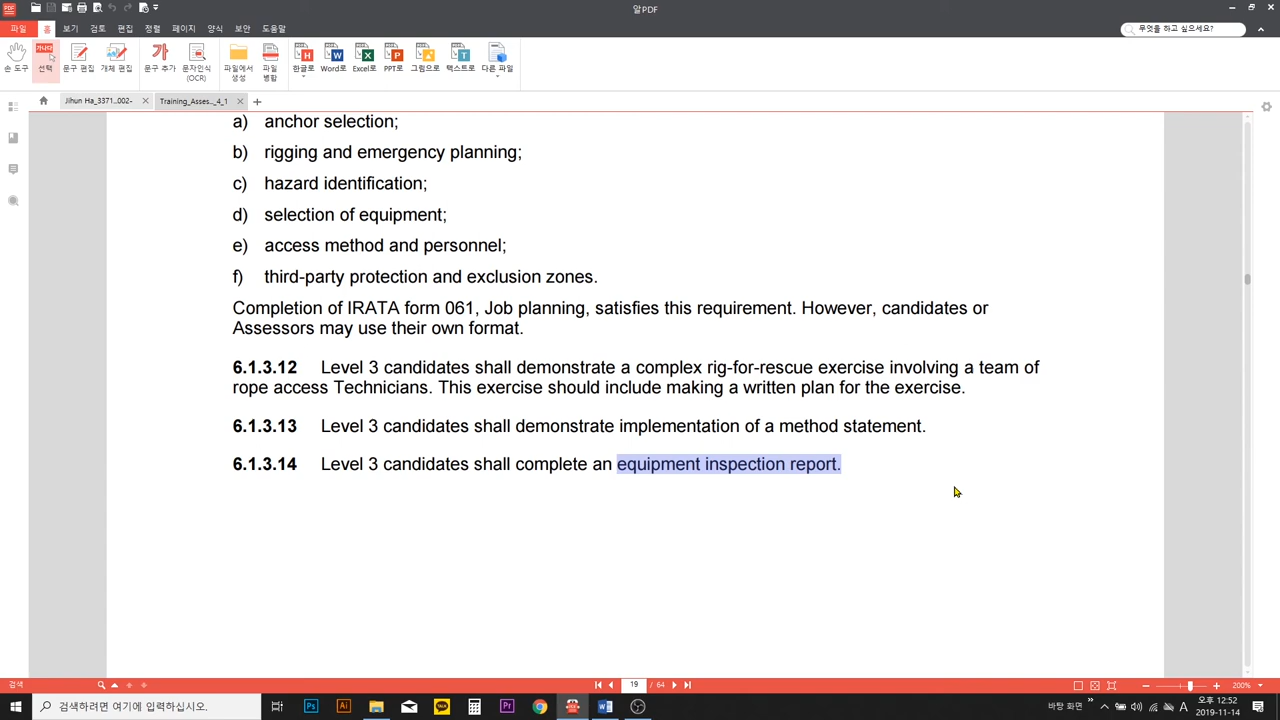 알PDF
파일 홈 보기 검토 편집 정렬 페이지 양식 보안 도움말
무엇을 하고 싶으세요?
손 도구 선택 문구 편집 개체 편집 문구 추가 문자인식 (OCR) 파일에서 생성 파일 병합 한글로 Word로 Excel로 PPT로 그림으로 텍스트로 다른 파일
Jihun Ha_3371...002- Training_Asses..._4_1
a) anchor selection;
b) rigging and emergency planning;
c) hazard identification;
d) selection of equipment;
e) access method and personnel;
f) third-party protection and exclusion zones.
Completion of IRATA form 061, Job planning, satisfies this requirement. However, candidates or
Assessors may use their own format.
6.1.3.12 Level 3 candidates shall demonstrate a complex rig-for-rescue exercise involving a team of
rope access Technicians. This exercise should include making a written plan for the exercise.
6.1.3.13 Level 3 candidates shall demonstrate implementation of a method statement.
6.1.3.14 Level 3 candidates shall complete an equipment inspection report.
검색 19 / 64 200%
검색하려면 여기에 입력하십시오. 바탕 화면 A 오후 12:52
2019-11-14